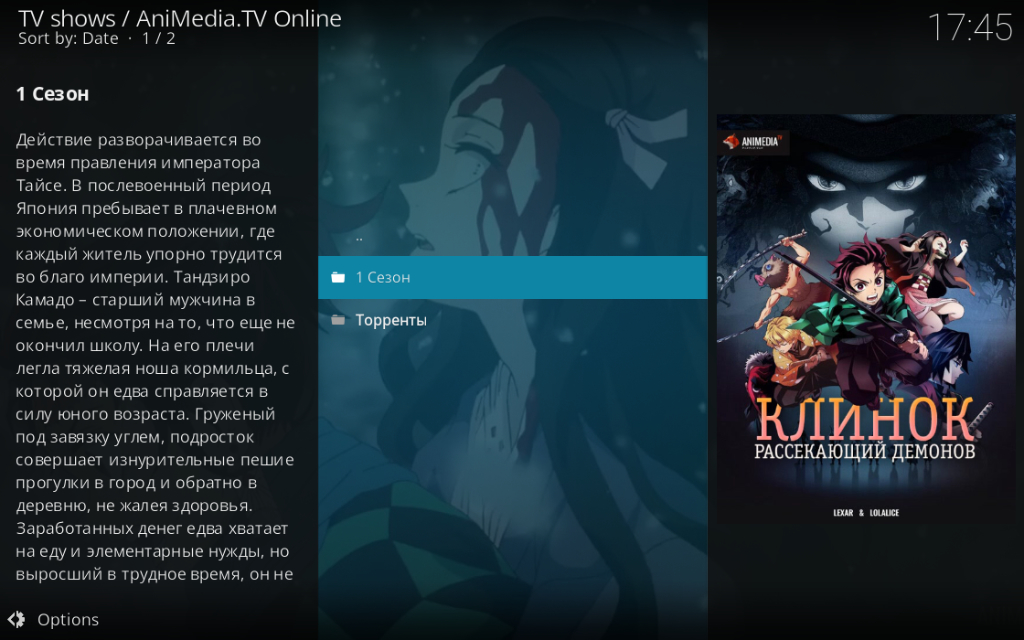 TV shows / AniMedia.TV Online
Sort by: Date · 1 / 2
17:45
1 Сезон
Действие разворачивается во
время правления императора
Тайсе. В послевоенный период
Япония пребывает в плачевном
экономическом положении, где
каждый житель упорно трудится
во благо империи. Тандзиро
Камадо – старший мужчина в
семье, несмотря на то, что еще не
окончил школу. На его плечи
легла тяжелая ноша кормильца, с
которой он едва справляется в
силу юного возраста. Груженый
под завязку углем, подросток
совершает изнурительные пешие
прогулки в город и обратно в
деревню, не жалея здоровья.
Заработанных денег едва хватает
на еду и элементарные нужды, но
выросший в трудное время, он не
Options
..
1 Сезон
Торренты
ANIMEDIA
КЛИНОК
РАССЕКАЮЩИЙ ДЕМОНОВ
LEXAR & LOLALICE